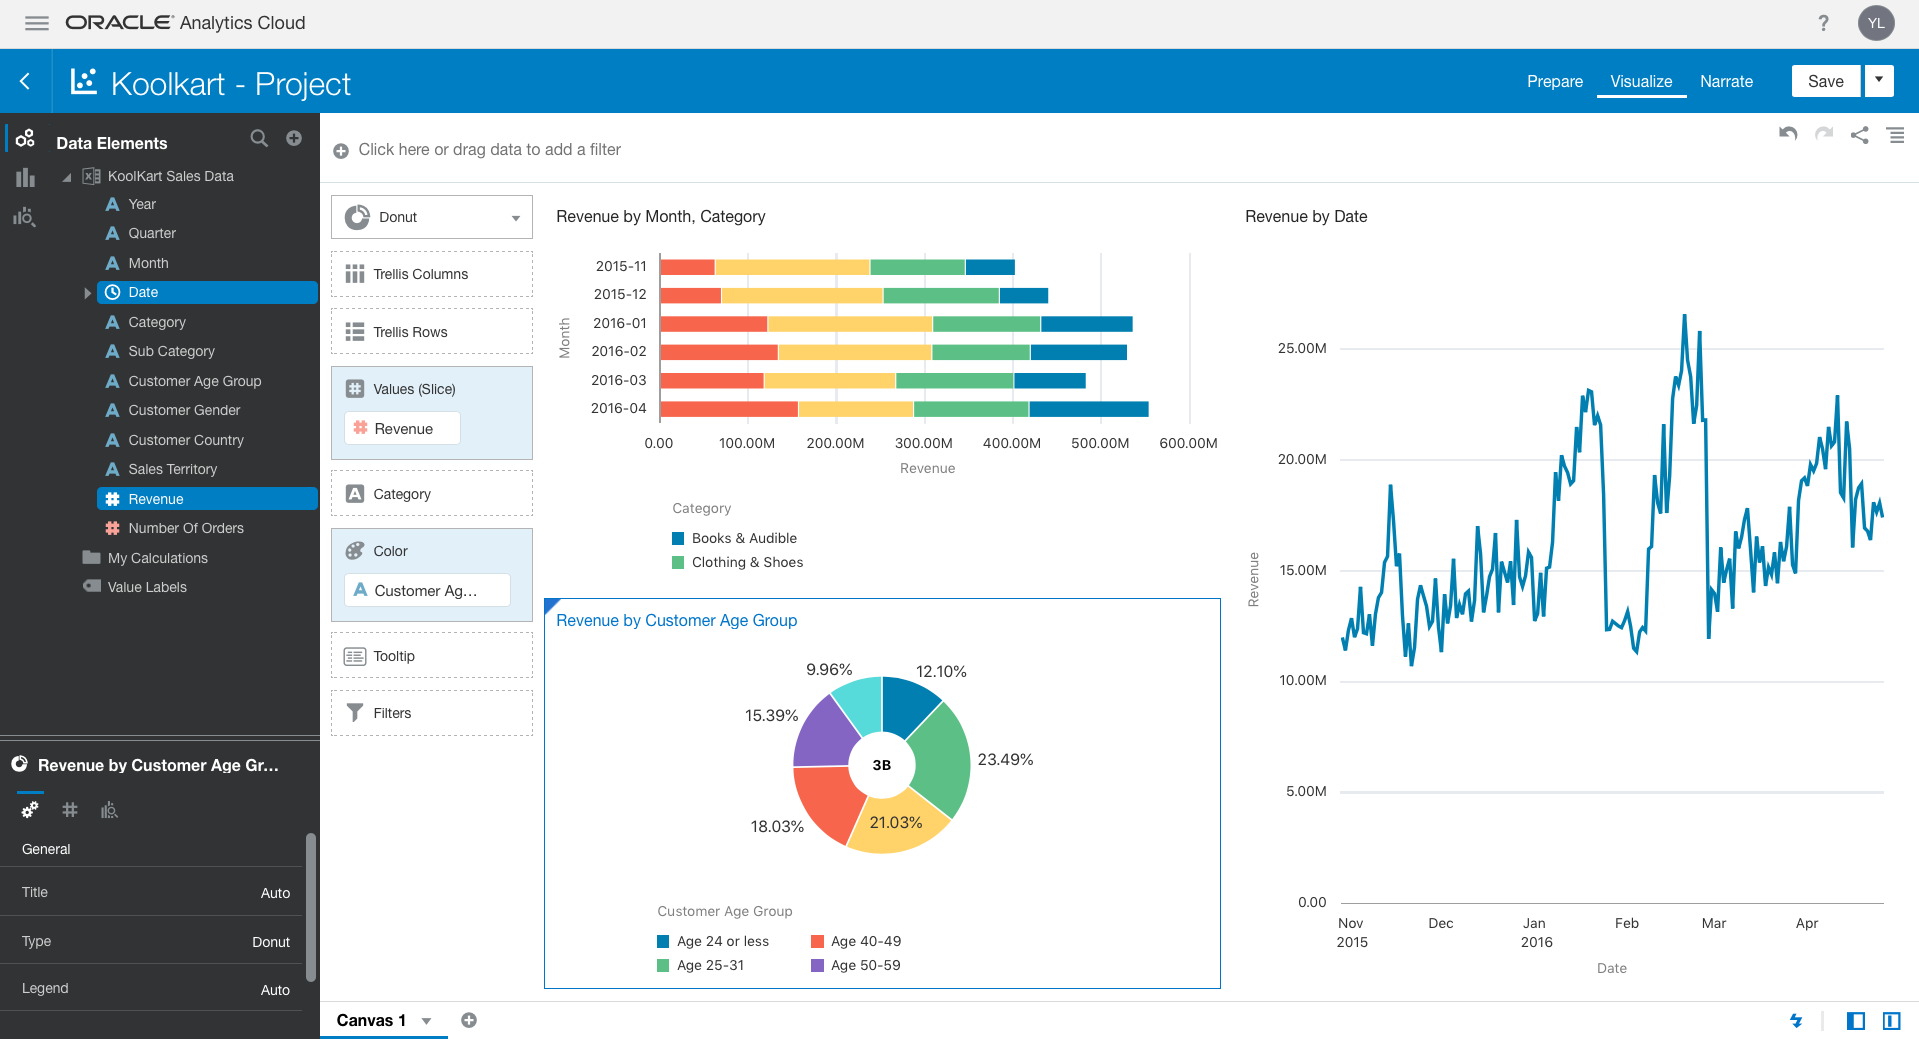 ORACLE Analytics Cloud
?
YL
Koolkart - Project
Prepare
Visualize
Narrate
Save
Data Elements
KoolKart Sales Data
A Year
A Quarter
A Month
Date
A Category
A Sub Category
A Customer Age Group
A Customer Gender
A Customer Country
A Sales Territory
# Revenue
# Number Of Orders
My Calculations
Value Labels
Revenue by Customer Age Gr...
#
General
Title
Auto
Type
Donut
Legend
Auto
Click here or drag data to add a filter
Donut
Trellis Columns
Trellis Rows
# Values (Slice)
# Revenue
A Category
Color
A Customer Ag...
Tooltip
Filters
Revenue by Month, Category
Month
2015-11
2015-12
2016-01
2016-02
2016-03
2016-04
0.00
100.00M
200.00M
300.00M
400.00M
500.00M
600.00M
Revenue
Category
Books & Audible
Clothing & Shoes
Revenue by Customer Age Group
9.96%
12.10%
15.39%
23.49%
3B
18.03%
21.03%
Customer Age Group
Age 24 or less
Age 40-49
Age 25-31
Age 50-59
Revenue by Date
Revenue
25.00M
20.00M
15.00M
10.00M
5.00M
0.00
Nov
Dec
Jan
Feb
Mar
Apr
2015
2016
Date
Canvas 1